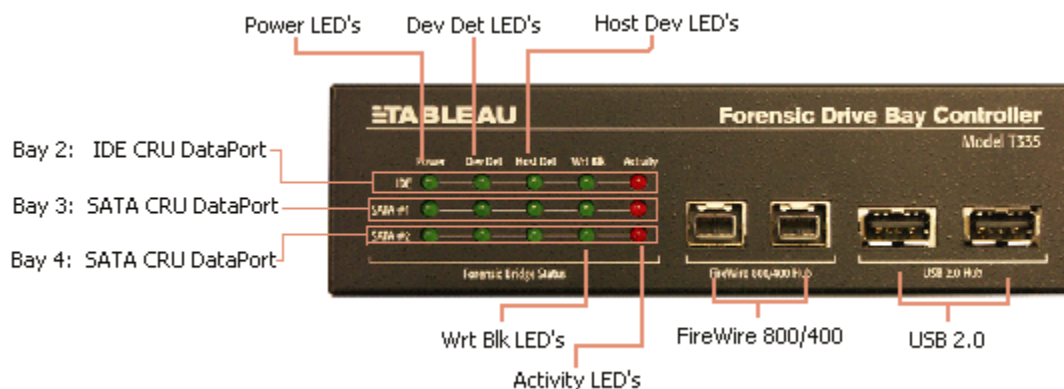 Power LED's
Dev Det LED's
Host Dev LED's
TABLEAU
Forensic Drive Bay Controller
Model T335
Bay 2: IDE CRU DataPort
Power Dev Det Host Det Wrt Blk Activity
IDE
Bay 3: SATA CRU DataPort
SATA #1
SATA #2
Bay 4: SATA CRU DataPort
Forensic Bridge Status
FireWire 800/400 Hub
USB 2.0 Hub
Wrt Blk LED's
FireWire 800/400
USB 2.0
Activity LED's